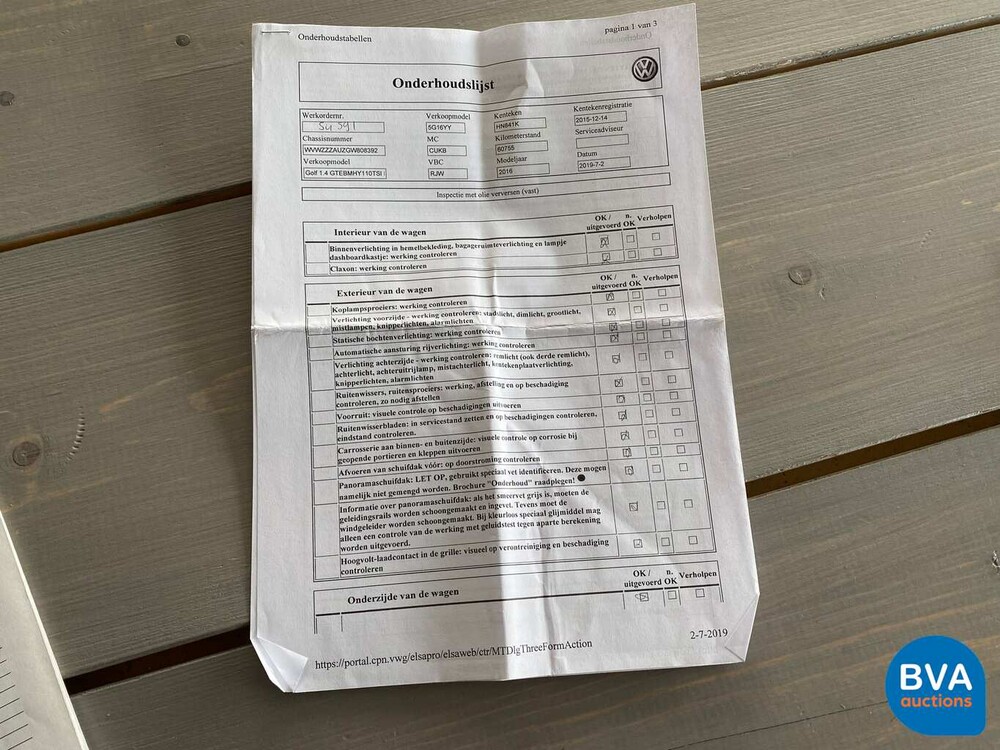 Onderhoudstabellen
pagina 1 van 3
Onderhoudslijst
Werkordernr.
Verkoopmodel
5G16YY
Kenteken
HN841K
Kentekenregistratie
2015-12-14
Chassisnummer
WVWZZZAUZGW808392
MC
CUKB
Kilometerstand
60755
Serviceadviseur
Verkoopmodel
Golf 1.4 GTEBMHY110TSI
VBC
RJW
Modeljaar
2016
Datum
2019-7-2
Inspectie met olie verversen (vast)
Interieur van de wagen
OK / uitgevoerd
n. OK
Verholpen
Binnenverlichting in hemelbekleding, bagageruimteverlichting en lampje
dashboardkastje: werking controleren
Claxon: werking controleren
Exterieur van de wagen
OK / uitgevoerd
n. OK
Verholpen
Koplampsproeiers: werking controleren
Verlichting voorzijde - werking controleren: stadslicht, dimlicht, grootlicht,
mistlampen, knipperlichten, alarmlichten
Statische bochtenverlichting: werking controleren
Automatische aansturing rijverlichting: werking controleren
Verlichting achterzijde - werking controleren: remlicht (ook derde remlicht),
achterlicht, achteruitrijlamp, mistachterlicht, kentekenplaatverlichting,
knipperlichten, alarmlichten
Ruitenwissers, ruitensproeiers: werking, afstelling en op beschadiging
controleren, zo nodig afstellen
Voorruit: visuele controle op beschadigingen uitvoeren
Ruitenwisserbladen: in servicestand zetten en op beschadigingen controleren,
eindstand controleren.
Carrosserie aan binnen- en buitenzijde: visuele controle op corrosie bij
geopende portieren en kleppen uitvoeren
Afvoeren van schuifdak vóór: op doorstroming controleren
Panoramaschuifdak: LET OP, gebruikt speciaal vet identificeren. Deze mogen
namelijk niet gemengd worden. Brochure "Onderhoud" raadplegen!
Informatie over panoramaschuifdak: als het smeervet grijs is, moeten de
geleidingsrails worden schoongemaakt en ingevet. Tevens moet de
windgeleider worden schoongemaakt. Bij kleurloos speciaal glijmiddel mag
alleen een controle van de werking met geluidstest tegen aparte berekening
worden uitgevoerd.
Hoogvolt-laadcontact in de grille: visueel op verontreiniging en beschadiging
controleren
Onderzijde van de wagen
OK / uitgevoerd
n. OK
Verholpen
https://portal.cpn.vwg/elsapro/elsaweb/ctr/MTDlgThreeFormAction
2-7-2019
BVA
auctions